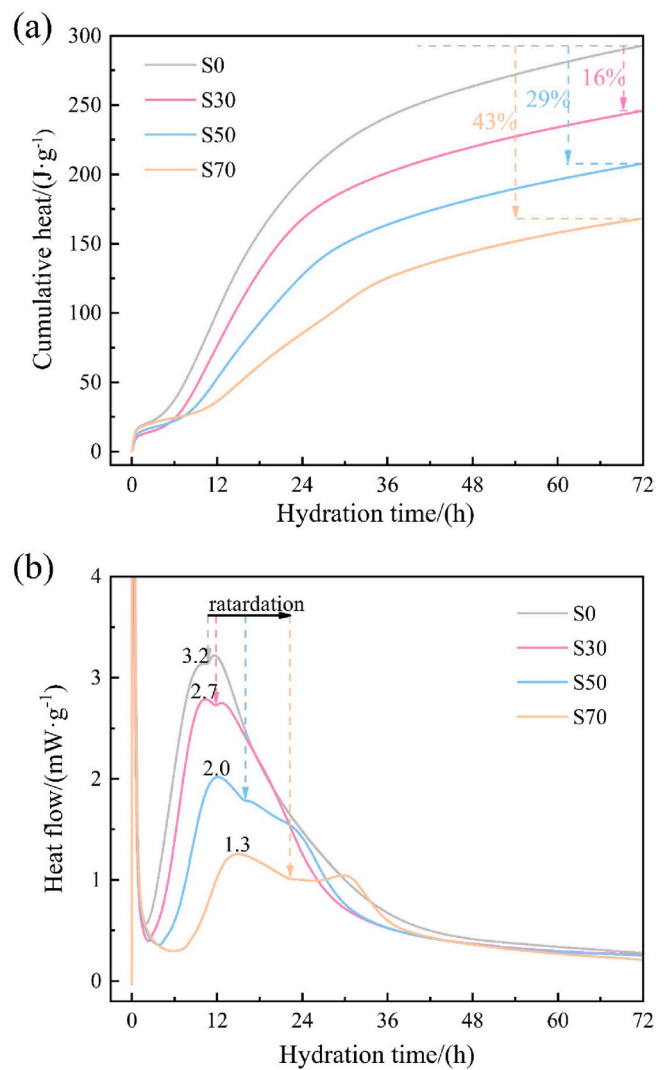 (a)
300
250
200
150
100
50
0
Cumulative heat/(J·g⁻¹)
S0
S30
S50
S70
16%
29%
43%
0 12 24 36 48 60 72
Hydration time/(h)
(b)
4
3
2
1
0
Heat flow/(mW·g⁻¹)
ratardation
3.2
2.7
2.0
1.3
S0
S30
S50
S70
0 12 24 36 48 60 72
Hydration time/(h)